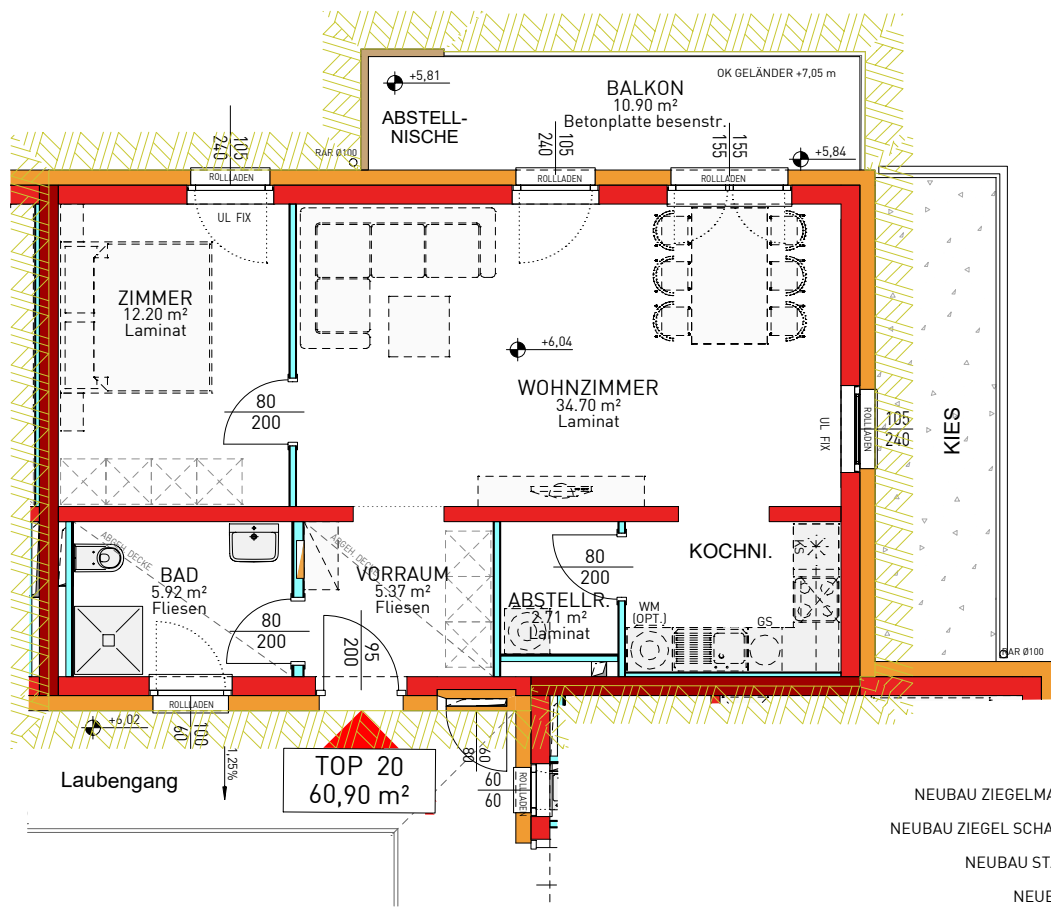 +5,81
OK GELÄNDER +7,05 m
BALKON
10.90 m²
Betonplatte besenstr.
ABSTELL-
NISCHE
105
240
RAR Ø100
105
240
155
155
+5,84
ROLLLADEN
ROLLLADEN
ROLLLADEN
UL FIX
ZIMMER
12.20 m²
Laminat
+6,04
WOHNZIMMER
34.70 m²
Laminat
80
200
UL FIX
ROLLLADEN
105
240
KIES
ABGEH. DECKE
BAD
5.92 m²
Fliesen
ABGEH. DECKE
VORRAUM
5.37 m²
Fliesen
80
200
KOCHNI.
KS
ABSTELLR.
2.71 m²
Laminat
WM
(OPT.)
GS
80
200
95
200
RAR Ø100
ROLLLADEN
+6,02
100
60
1,25%
Laubengang
TOP 20
60,90 m²
60
80
60
60
ROLLLADEN
NEUBAU ZIEGELMA
NEUBAU ZIEGEL SCHA
NEUBAU ST
NEUB